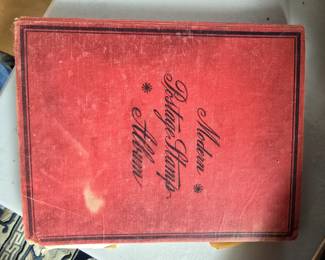 Modern
Postage Stamp
Album